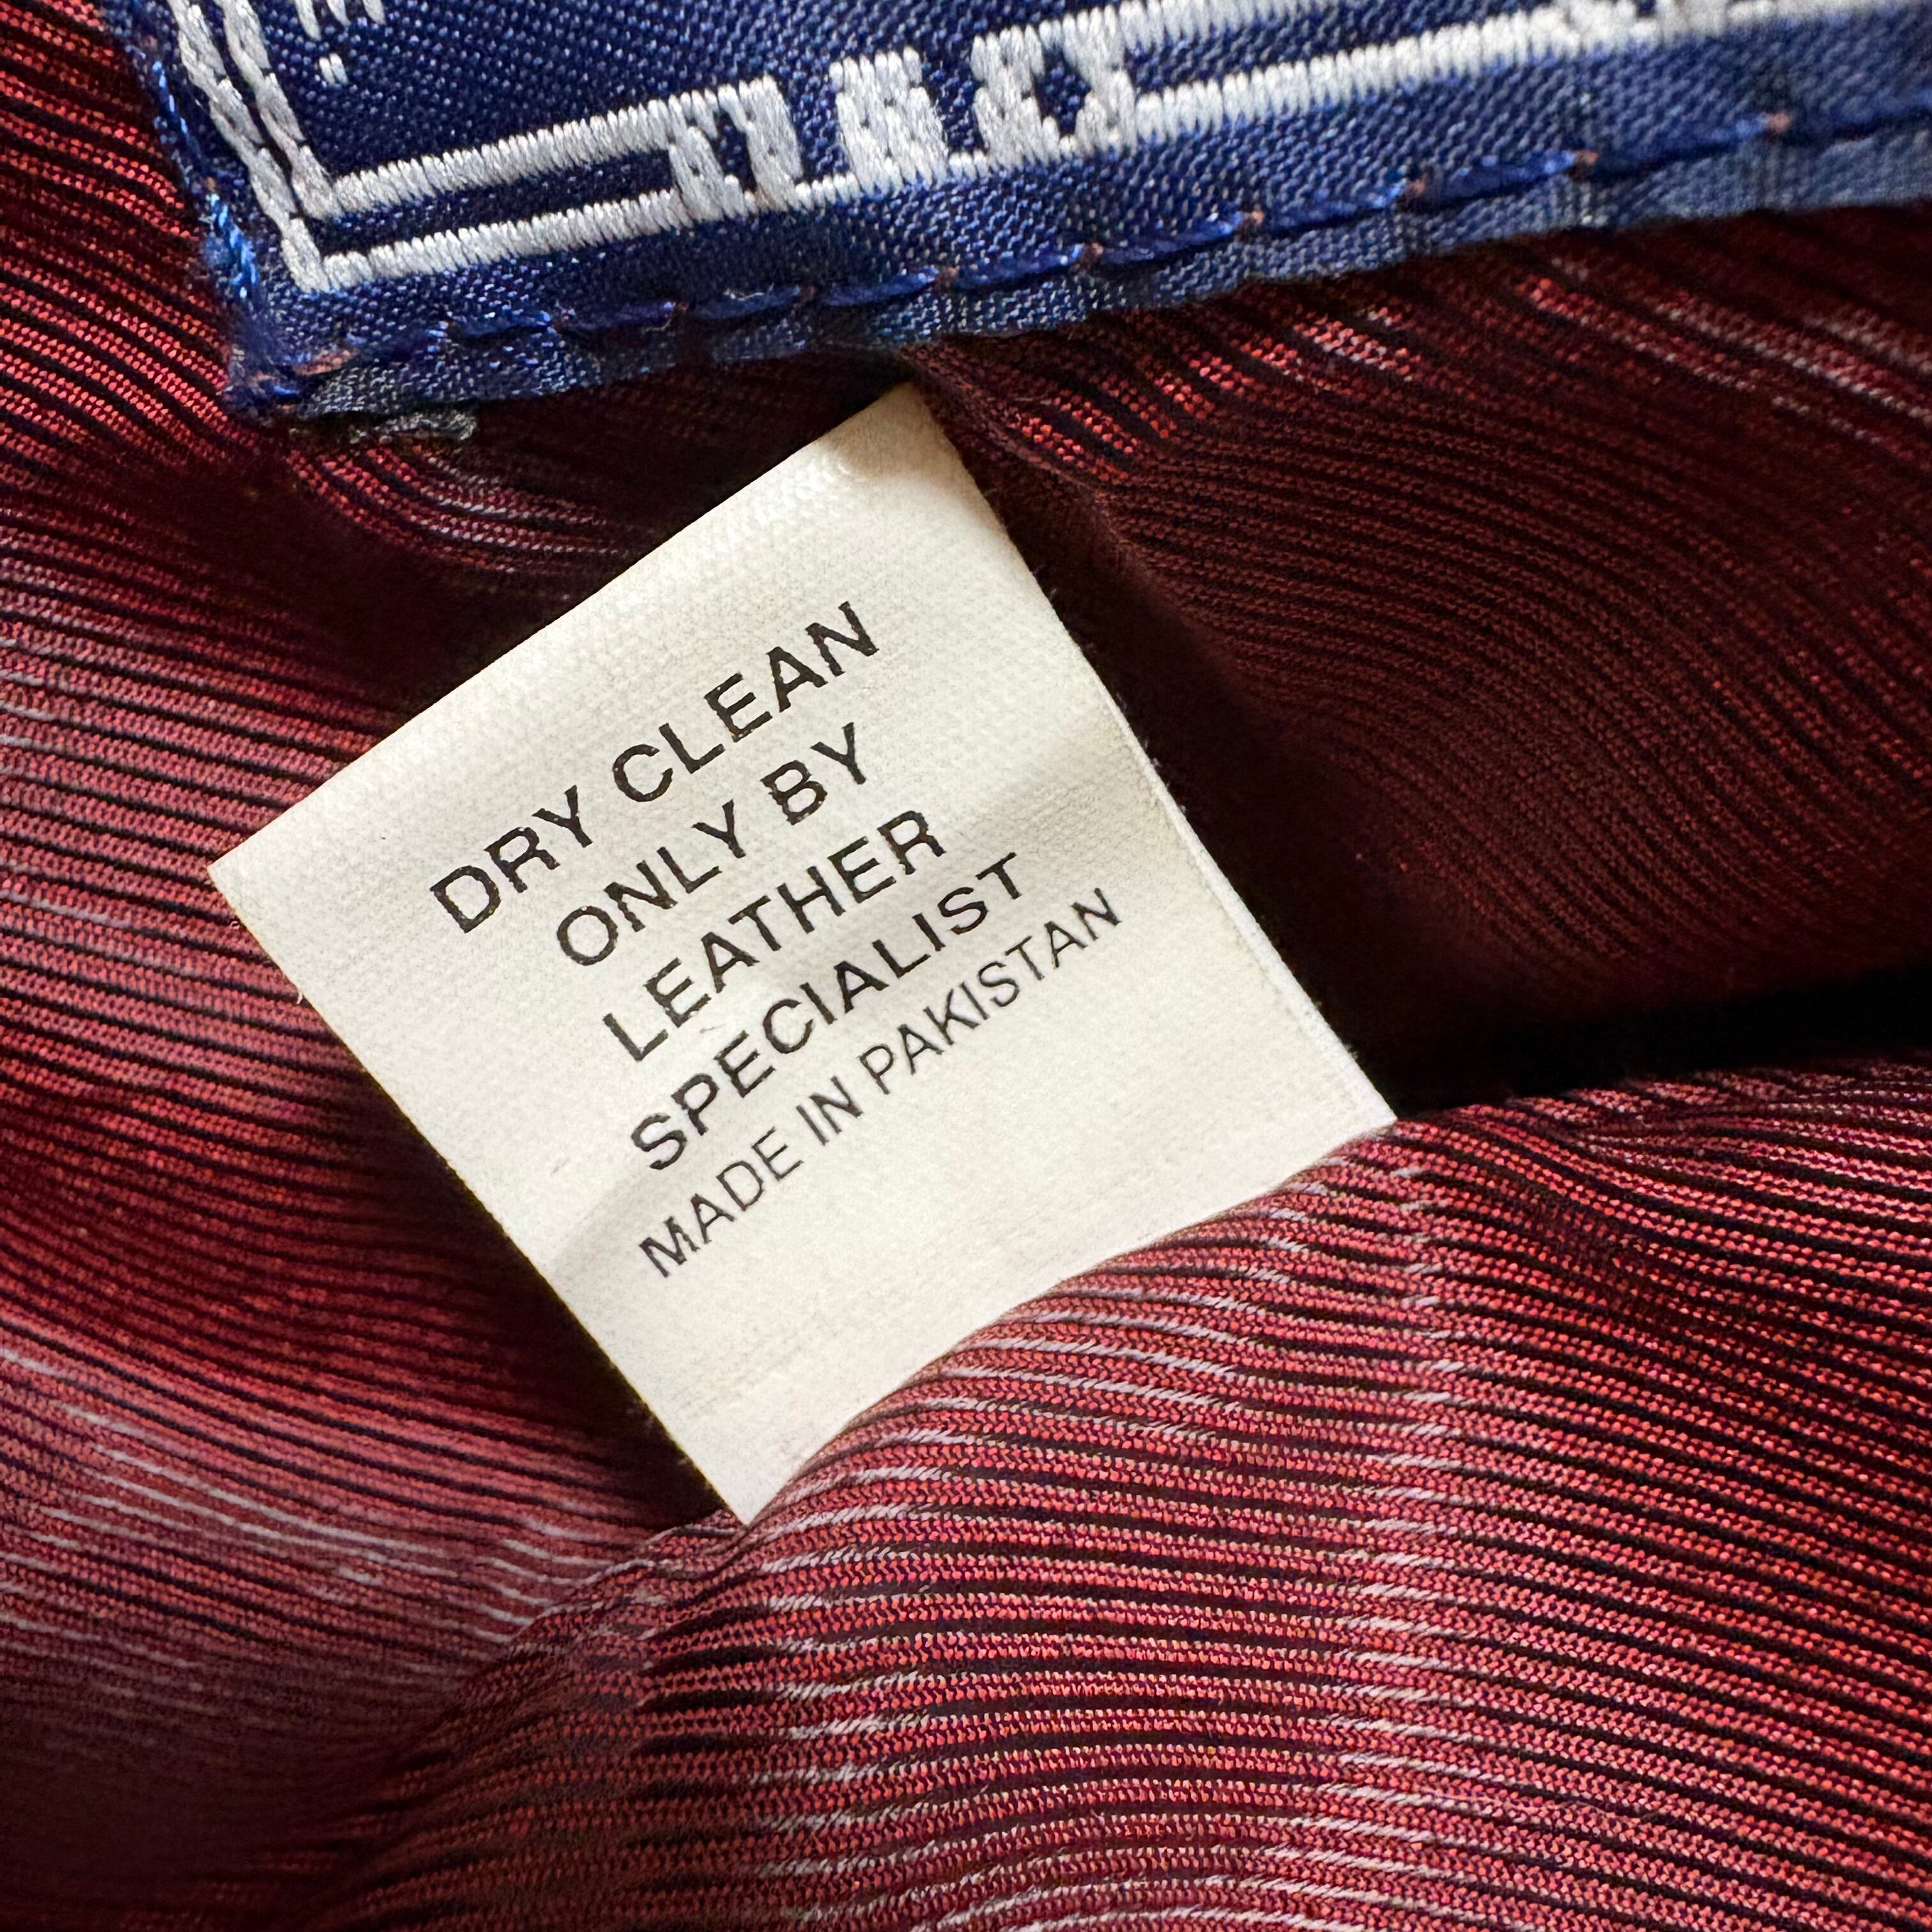 DRY CLEAN
ONLY BY
LEATHER
SPECIALIST
MADE IN PAKISTAN